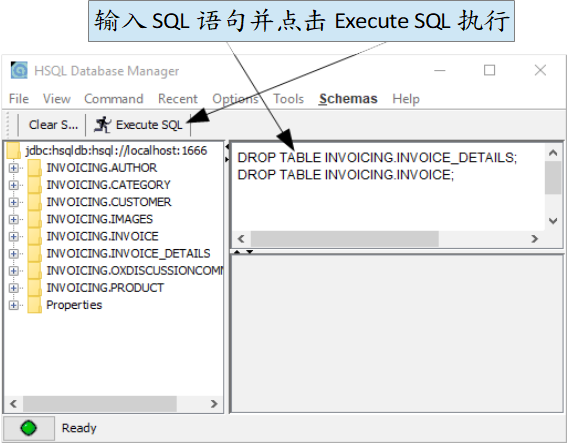 输入 SQL 语句并点击 Execute SQL 执行
HSQL Database Manager
File View Command Recent Options Tools Schemas Help
Clear S... Execute SQL
jdbc:hsqldb:hsql://localhost:1666
INVOICING.AUTHOR
INVOICING.CATEGORY
INVOICING.CUSTOMER
INVOICING.IMAGES
INVOICING.INVOICE
INVOICING.INVOICE_DETAILS
INVOICING.OXDISCUSSIONCOM
INVOICING.PRODUCT
Properties
DROP TABLE INVOICING.INVOICE_DETAILS;
DROP TABLE INVOICING.INVOICE;
Ready